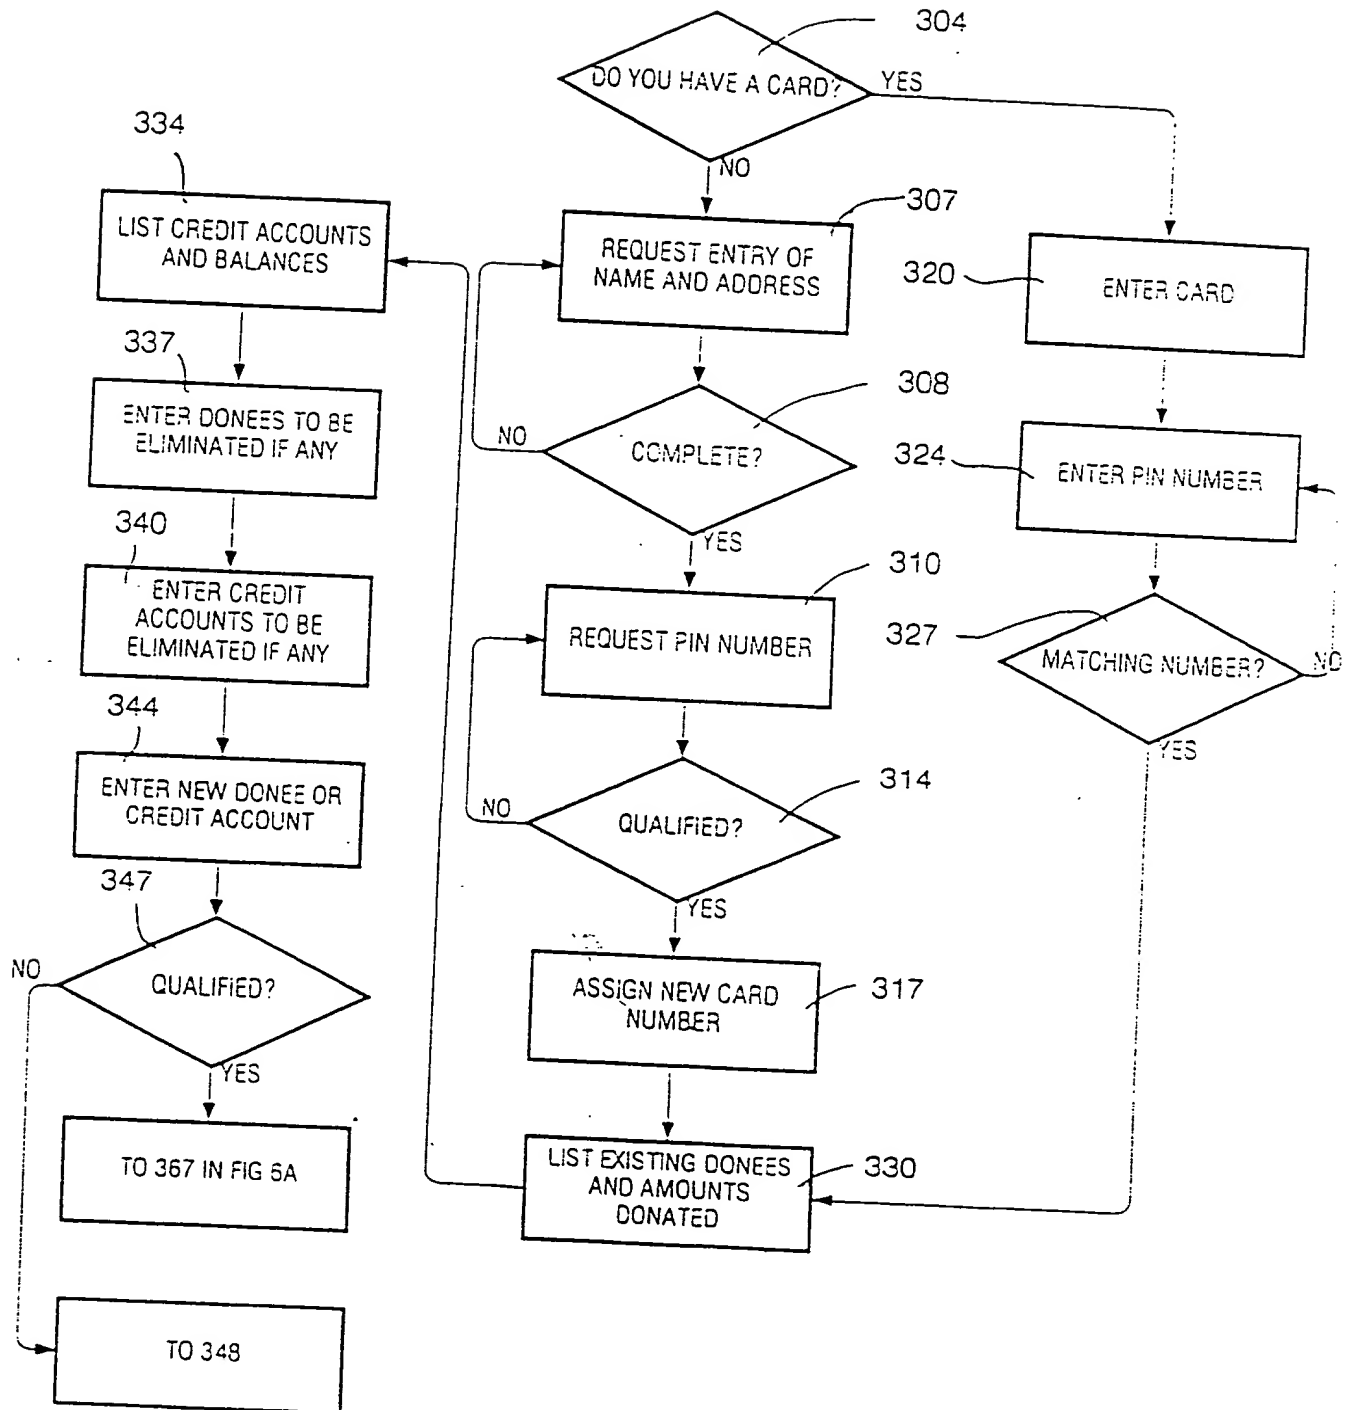 304
DO YOU HAVE A CARD?
YES
NO
334
LIST CREDIT ACCOUNTS
AND BALANCES
307
REQUEST ENTRY OF
NAME AND ADDRESS
320
ENTER CARD
337
ENTER DONEES TO BE
ELIMINATED IF ANY
308
COMPLETE?
NO
YES
324
ENTER PIN NUMBER
340
ENTER CREDIT
ACCOUNTS TO BE
ELIMINATED IF ANY
310
REQUEST PIN NUMBER
327
MATCHING NUMBER?
NO
YES
344
ENTER NEW DONEE OR
CREDIT ACCOUNT
314
QUALIFIED?
NO
YES
347
QUALIFIED?
NO
YES
317
ASSIGN NEW CARD
NUMBER
TO 367 IN FIG 6A
330
LIST EXISTING DONEES
AND AMOUNTS
DONATED
TO 348